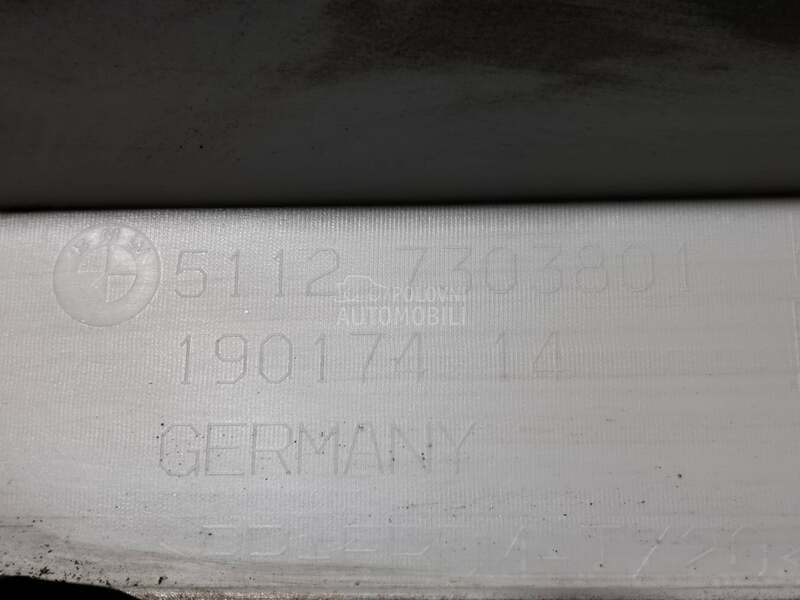 BMW
5112 7303801
POLOVNI
AUTOMOBILI
190174 14
GERMANY